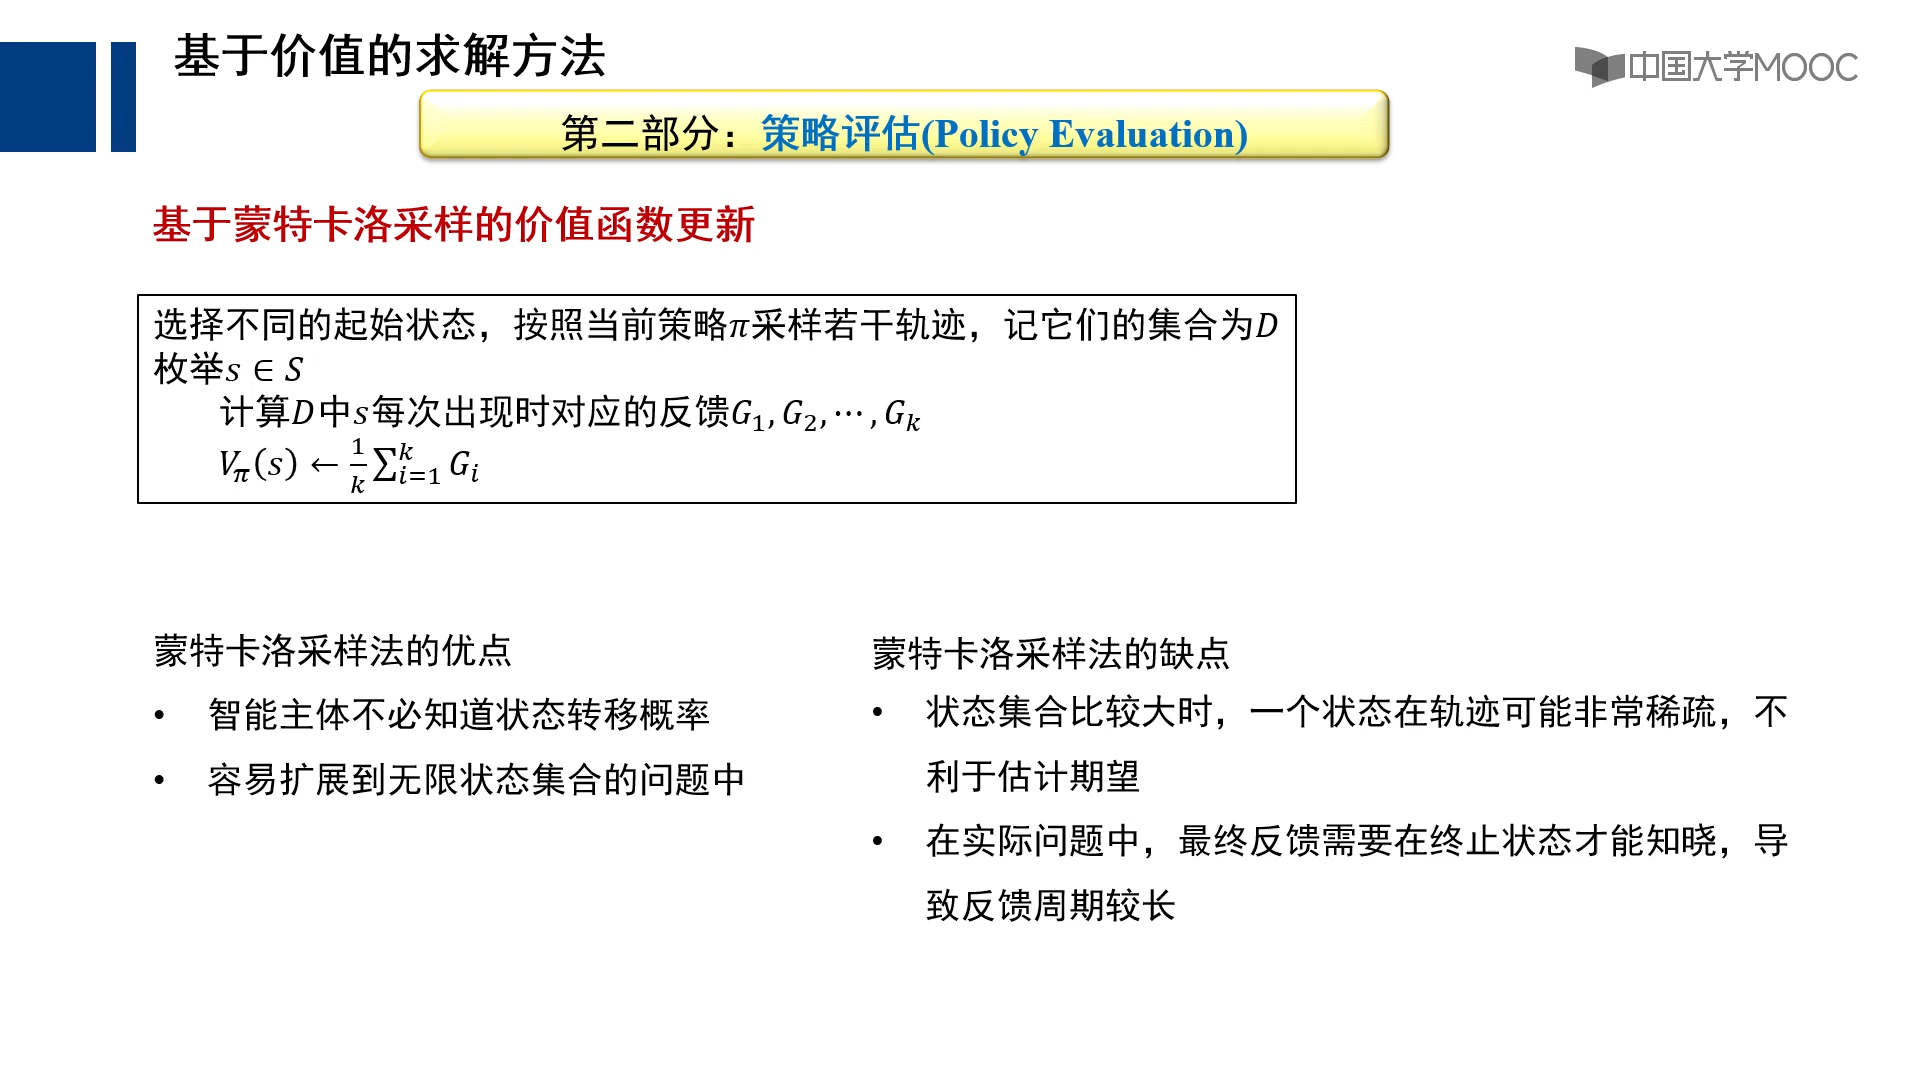 基于价值的求解方法
中国大学MOOC
第二部分：策略评估(Policy Evaluation)
基于蒙特卡洛采样的价值函数更新
选择不同的起始状态，按照当前策略π采样若干轨迹，记它们的集合为D
枚举s ∈ S
计算D中s每次出现时对应的反馈G₁, G₂, ⋯ , Gₖ
V_π(s) ← 1/k ∑_{i=1}^{k} G_i
蒙特卡洛采样法的优点
• 智能主体不必知道状态转移概率
• 容易扩展到无限状态集合的问题中
蒙特卡洛采样法的缺点
• 状态集合比较大时，一个状态在轨迹可能非常稀疏，不
利于估计期望
• 在实际问题中，最终反馈需要在终止状态才能知晓，导
致反馈周期较长